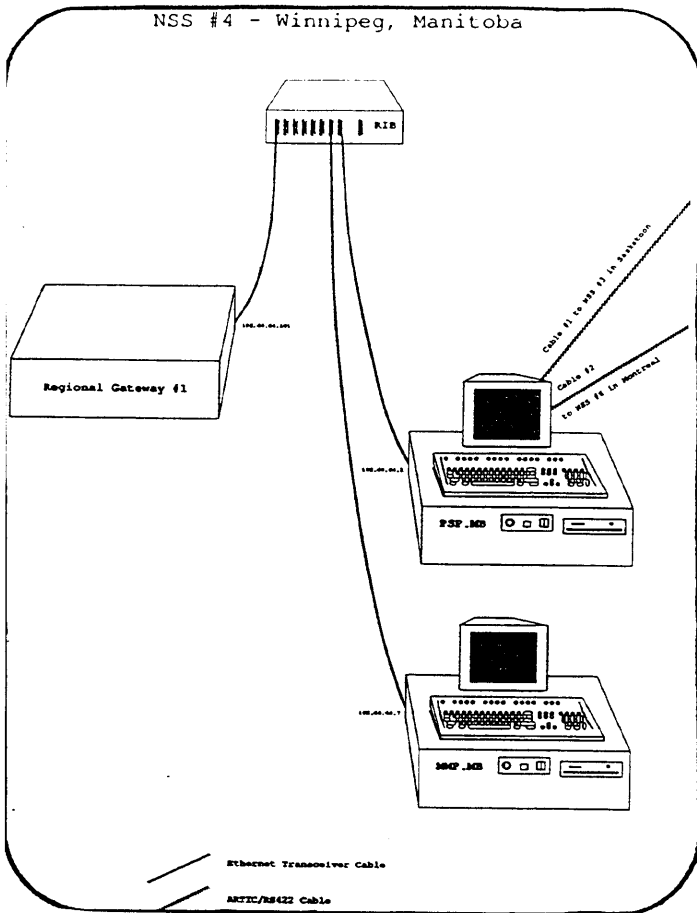 NSS #4 - Winnipeg, Manitoba
RIB
Cable #1 to NSS #3 in Saskatoon
Regional Gateway #1
Cable #2
to NSS #6 in Montreal
PSP.MB
MMP.MB
Ethernet Transceiver Cable
ARTIC/RS422 Cable